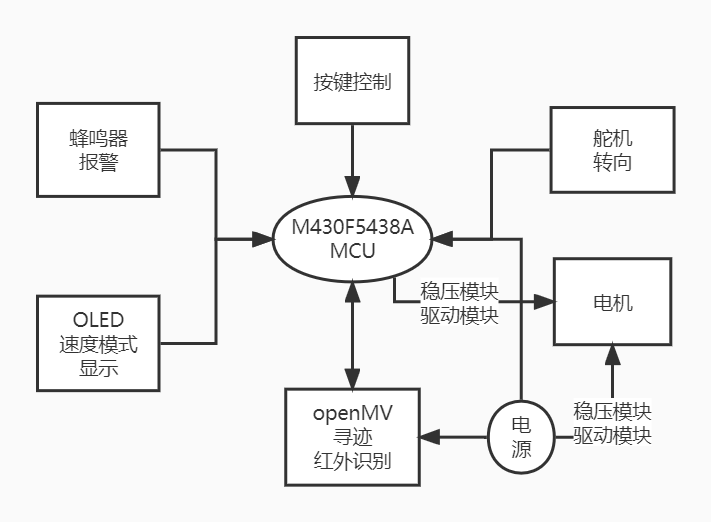 按键控制
蜂鸣器
报警
舵机
转向
M430F5438A
MCU
稳压模块
驱动模块
电机
OLED
速度模式
显示
openMV
寻迹
红外识别
电
源
稳压模块
驱动模块